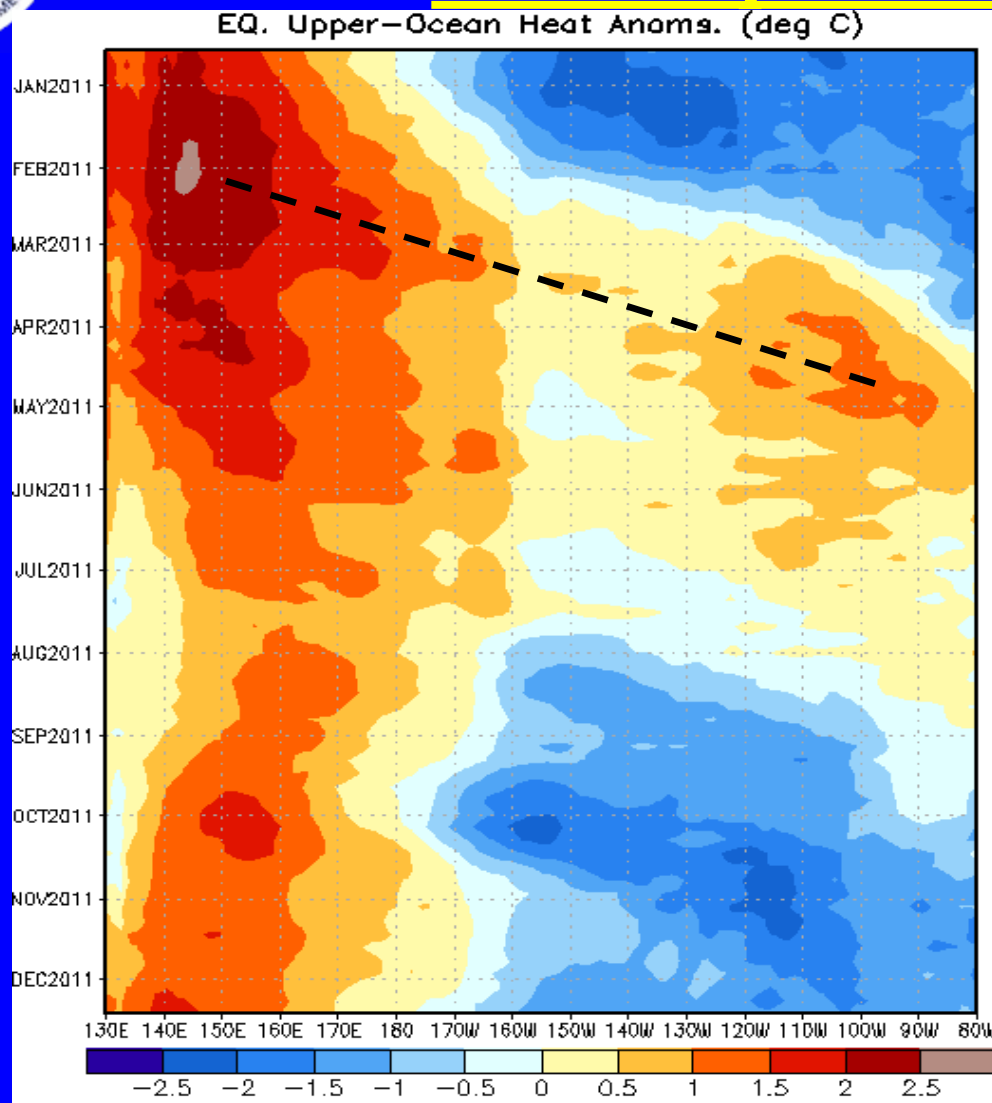 EQ. Upper-Ocean Heat Anoms. (deg C)
JAN2011
FEB2011
MAR2011
APR2011
MAY2011
JUN2011
JUL2011
AUG2011
SEP2011
OCT2011
NOV2011
DEC2011
130E 140E 150E 160E 170E 180 170W 160W 150W 140W 130W 120W 110W 100W 90W 80W
-2.5 -2 -1.5 -1 -0.5 0 0.5 1 1.5 2 2.5